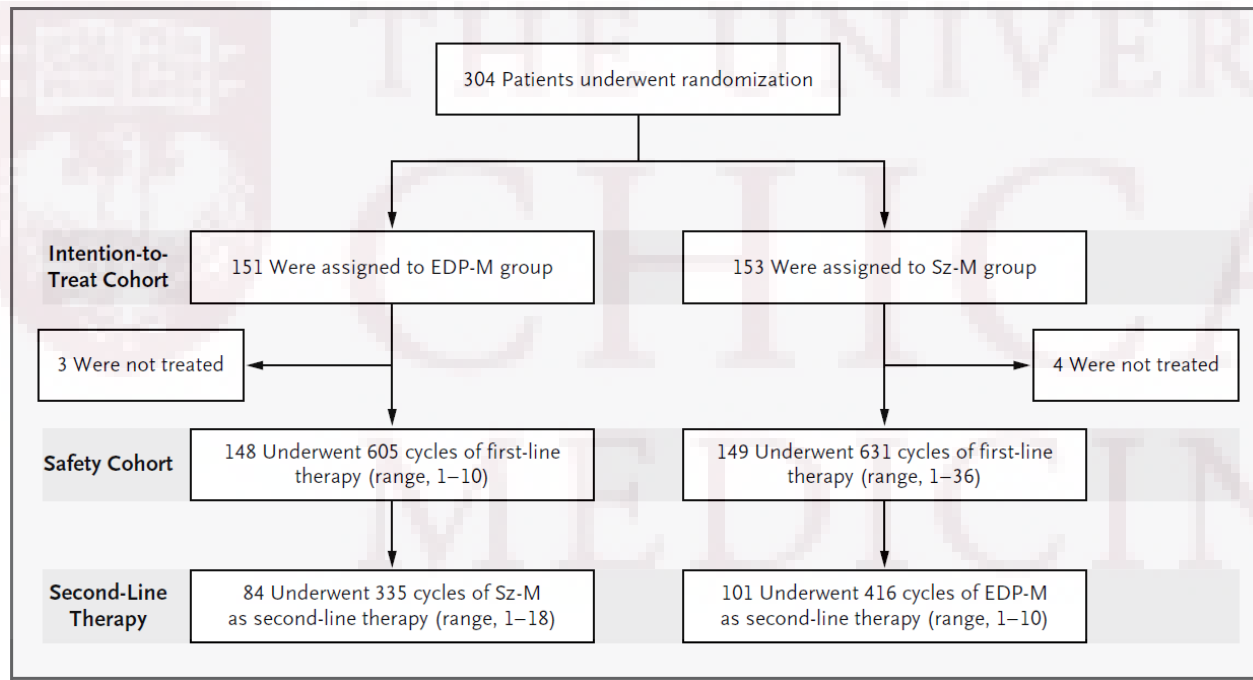 304 Patients underwent randomization
Intention-to-
Treat Cohort
151 Were assigned to EDP-M group
153 Were assigned to Sz-M group
3 Were not treated
4 Were not treated
Safety Cohort
148 Underwent 605 cycles of first-line
therapy (range, 1–10)
149 Underwent 631 cycles of first-line
therapy (range, 1–36)
Second-Line
Therapy
84 Underwent 335 cycles of Sz-M
as second-line therapy (range, 1–18)
101 Underwent 416 cycles of EDP-M
as second-line therapy (range, 1–10)
THE UNIVER
CHICA
MEDICIN